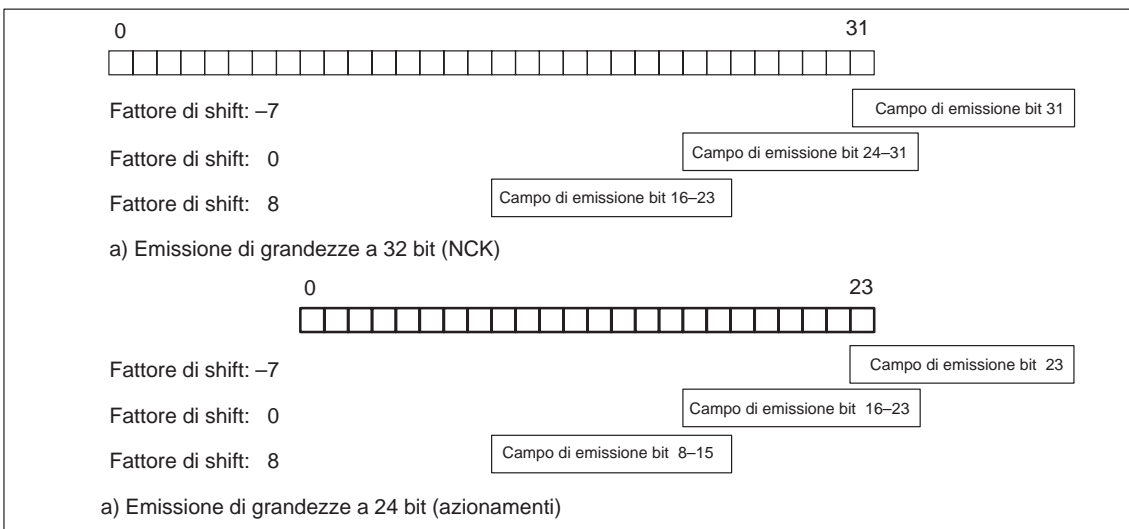 0 31
Fattore di shift: –7 Campo di emissione bit 31
Fattore di shift: 0 Campo di emissione bit 24–31
Fattore di shift: 8 Campo di emissione bit 16–23
a) Emissione di grandezze a 32 bit (NCK)
0 23
Fattore di shift: –7 Campo di emissione bit 23
Fattore di shift: 0 Campo di emissione bit 16–23
Fattore di shift: 8 Campo di emissione bit 8–15
a) Emissione di grandezze a 24 bit (azionamenti)